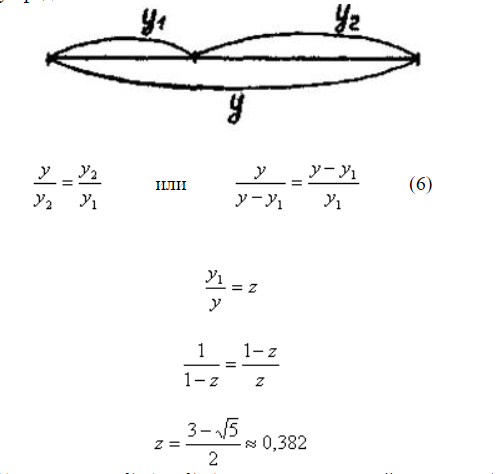 y1 y2
y
y/y₂ = y₂/y₁ или y/(y − y₁) = (y − y₁)/y₁ (6)
y₁/y = z
1/(1 − z) = (1 − z)/z
z = (3 − √5)/2 ≈ 0,382